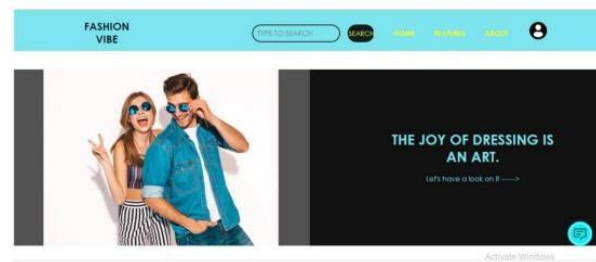 FASHION
VIBE
TYPE TO SEARCH
SEARCH
HOME
FEATURES
ABOUT
THE JOY OF DRESSING IS
AN ART.
Let's have a look on it ----->
Activate Windows